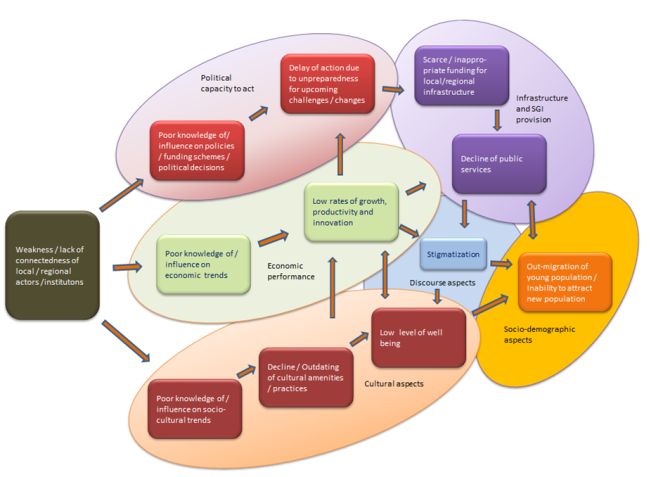 Political
capacity to act
Delay of action due
to unpreparedness
for upcoming
challenges / changes
Scarce / inappro-
priate funding for
local/regional
infrastructure
Infrastructure
and SGI
provision
Poor knowledge of/
influence on policies
/ funding schemes /
political decisions
Decline of public
services
Low rates of growth,
productivity and
innovation
Weakness / lack of
connectedness of
local / regional
actors /institutons
Poor knowledge of /
influence on
economic trends
Economic
performance
Stigmatization
Discourse aspects
Out-migration of
young population /
Inability to attract
new population
Socio-demographic
aspects
Low  level of well
being
Decline / Outdating
of cultural amenities
/ practices
Cultural aspects
Poor knowledge of /
influence on socio-
cultural trends